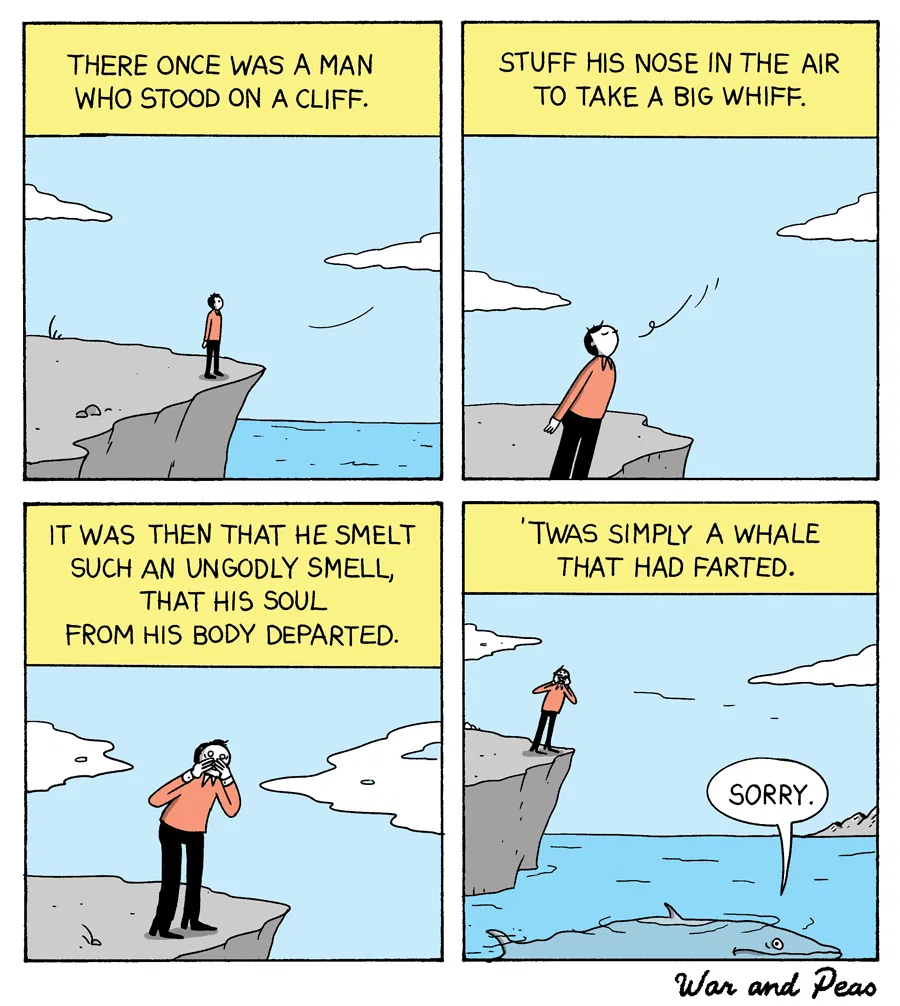 THERE ONCE WAS A MAN
WHO STOOD ON A CLIFF.
STUFF HIS NOSE IN THE AIR
TO TAKE A BIG WHIFF.
IT WAS THEN THAT HE SMELT
SUCH AN UNGODLY SMELL,
THAT HIS SOUL
FROM HIS BODY DEPARTED.
'TWAS SIMPLY A WHALE
THAT HAD FARTED.
SORRY.
War and Peas